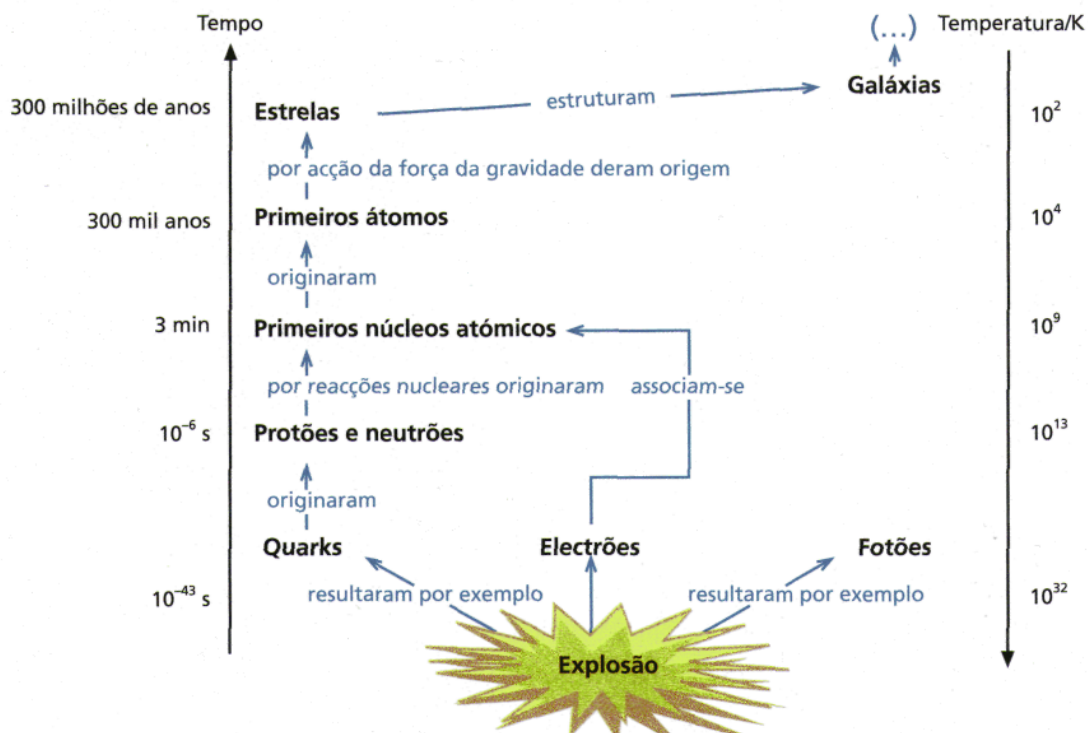 Tempo
(...)
Temperatura/K
Galáxias
300 milhões de anos
Estrelas
estruturam
10²
por acção da força da gravidade deram origem
300 mil anos
Primeiros átomos
10⁴
originaram
3 min
Primeiros núcleos atómicos
10⁹
por reacções nucleares originaram
associam-se
10⁻⁶ s
Protões e neutrões
10¹³
originaram
Quarks
Electrões
Fotões
10⁻⁴³ s
resultaram por exemplo
resultaram por exemplo
10³²
Explosão